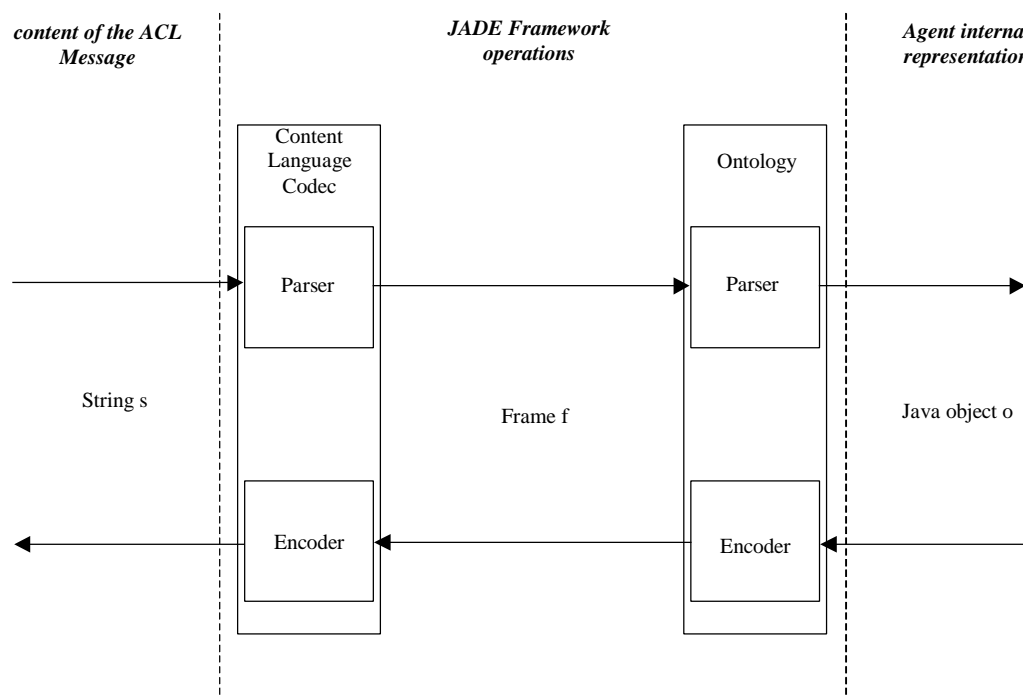 content of the ACL
Message
JADE Framework
operations
Agent interna
representation
Content
Language
Codec
Ontology
Parser
Parser
String s
Frame f
Java object o
Encoder
Encoder